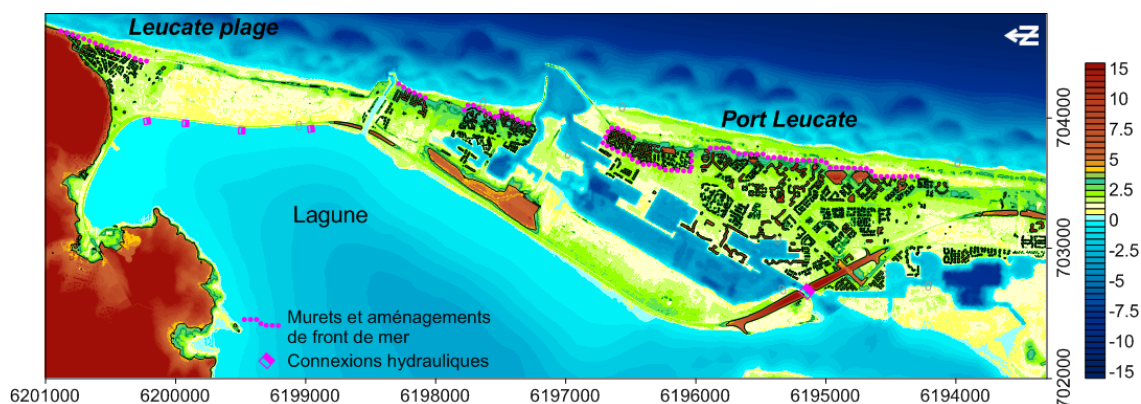 Leucate plage
N
Port Leucate
Lagune
Murets et aménagements
de front de mer
Connexions hydrauliques
6201000 6200000 6199000 6198000 6197000 6196000 6195000 6194000
704000
703000
702000
15
10
5
2.5
0
-2.5
-5
-7.5
-10
-15